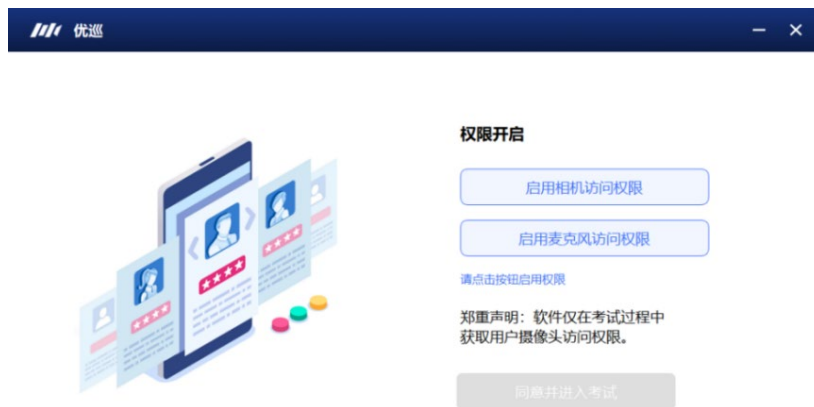 优巡
权限开启
启用相机访问权限
启用麦克风访问权限
请点击按钮启用权限
郑重声明：软件仅在考试过程中
获取用户摄像头访问权限。
同意并进入考试